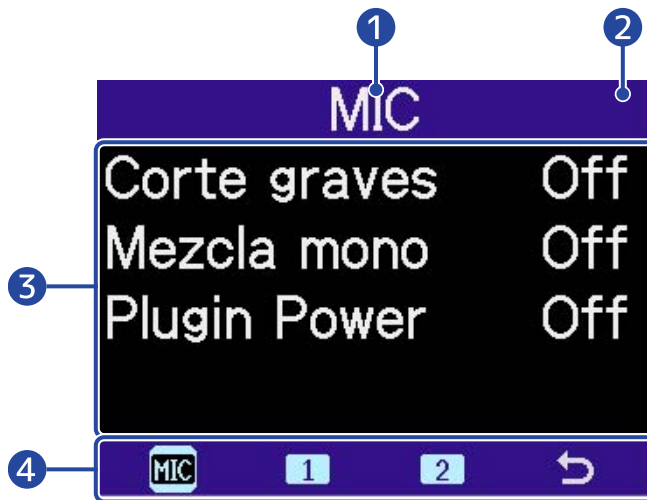 1 2
MIC
Corte graves Off
Mezcla mono Off
3
Plugin Power Off
4
MIC 1 2